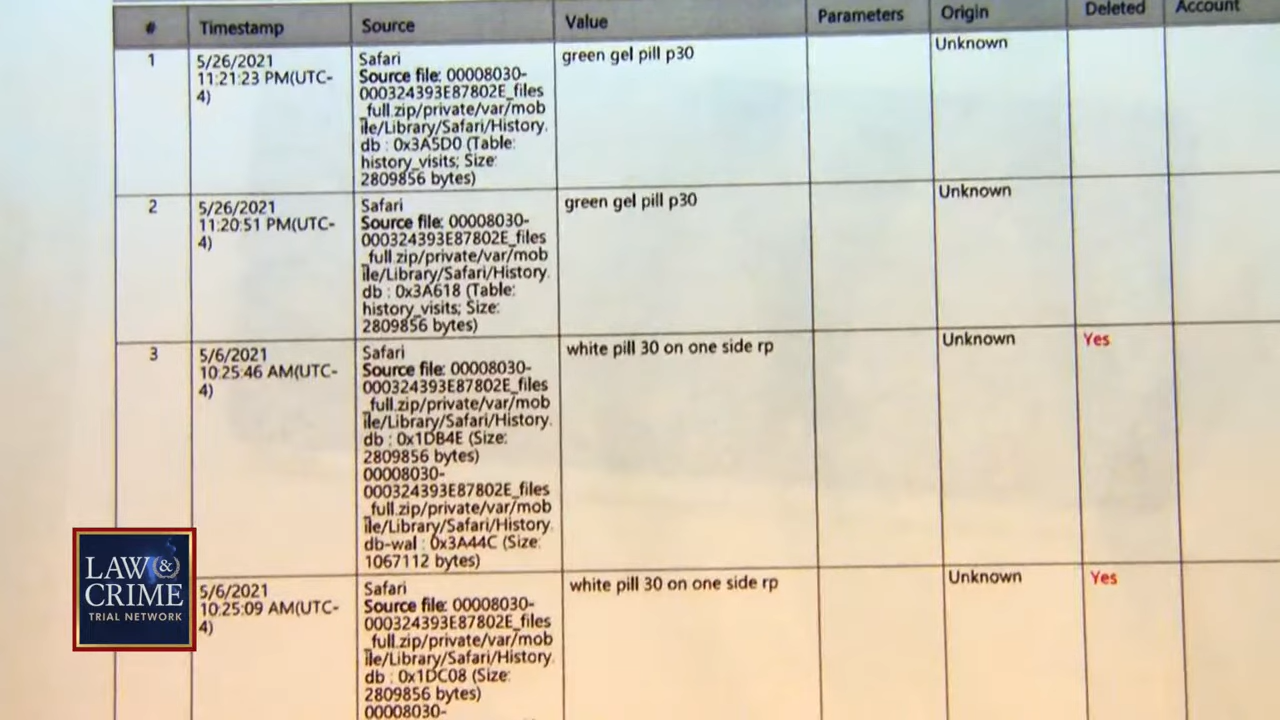 # Timestamp Source Value Parameters Origin Deleted Account
1
5/26/2021
11:21:23 PM(UTC-
4)
Safari
Source file: 00008030-
000324393E87802E_files
_full.zip/private/var/mob
ile/Library/Safari/History.
db : 0x3A5D0 (Table:
history_visits; Size:
2809856 bytes)
green gel pill p30
Unknown
2
5/26/2021
11:20:51 PM(UTC-
4)
Safari
Source file: 00008030-
000324393E87802E_files
_full.zip/private/var/mob
ile/Library/Safari/History.
db : 0x3A618 (Table:
history_visits; Size:
2809856 bytes)
green gel pill p30
Unknown
3
5/6/2021
10:25:46 AM(UTC-
4)
Safari
Source file: 00008030-
000324393E87802E_files
_full.zip/private/var/mob
ile/Library/Safari/History.
db : 0x1DB4E (Size:
2809856 bytes)
00008030-
000324393E87802E_files
_full.zip/private/var/mob
ile/Library/Safari/History.
db-wal : 0x3A44C (Size:
1067112 bytes)
white pill 30 on one side rp
Unknown
Yes
5/6/2021
10:25:09 AM(UTC-
4)
Safari
Source file: 00008030-
000324393E87802E_files
_full.zip/private/var/mob
ile/Library/Safari/History.
db : 0x1DC08 (Size:
2809856 bytes)
00008030-
white pill 30 on one side rp
Unknown
Yes
LAW &
CRIME
TRIAL NETWORK